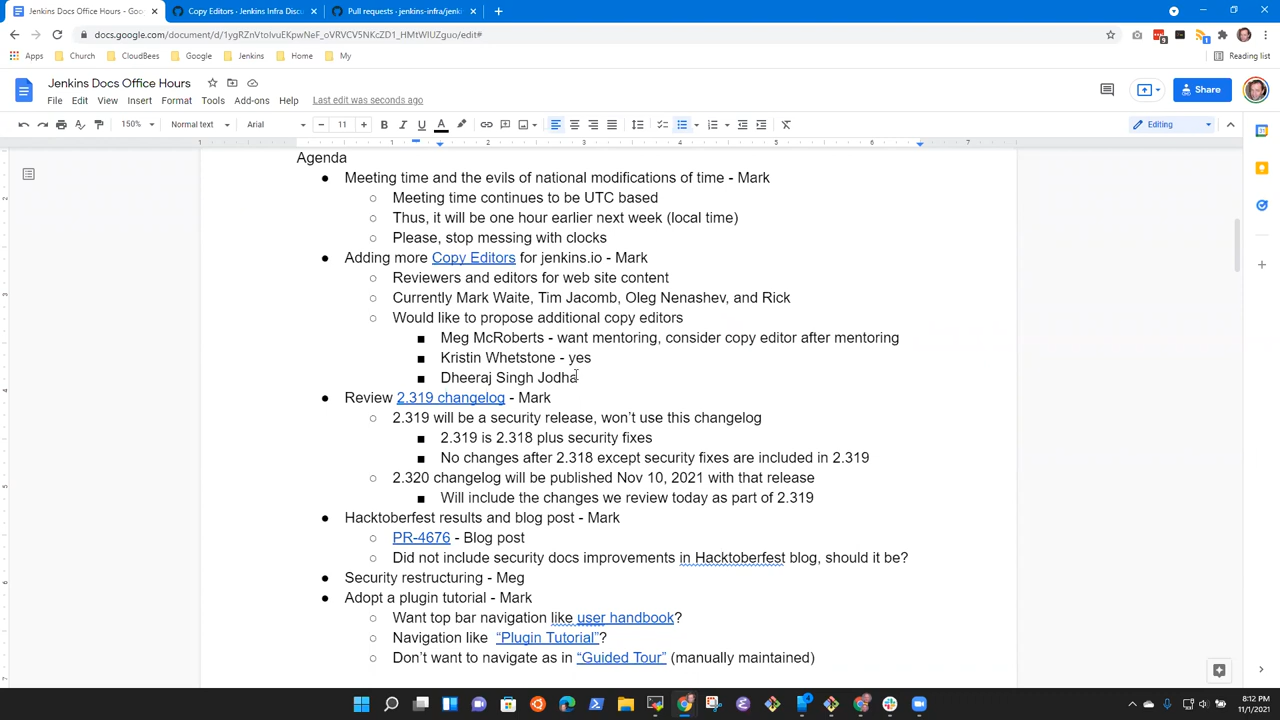 Jenkins Docs Office Hours - Goo
Copy Editors - Jenkins Infra Discu
Pull requests · jenkins-infra/jenki
docs.google.com/document/d/1ygRZnVtoIvuEKpwNeF_oVRVCV5NKcZD1_HMtWIUZguo/edit#
Apps
Church
CloudBees
Google
Jenkins
Home
My
Reading list
Jenkins Docs Office Hours
File Edit View Insert Format Tools Add-ons Help Last edit was seconds ago
Share
150% Normal text Arial 11 Editing
Agenda
● Meeting time and the evils of national modifications of time - Mark
○ Meeting time continues to be UTC based
○ Thus, it will be one hour earlier next week (local time)
○ Please, stop messing with clocks
● Adding more Copy Editors for jenkins.io - Mark
○ Reviewers and editors for web site content
○ Currently Mark Waite, Tim Jacomb, Oleg Nenashev, and Rick
○ Would like to propose additional copy editors
■ Meg McRoberts - want mentoring, consider copy editor after mentoring
■ Kristin Whetstone - yes
■ Dheeraj Singh Jodha
● Review 2.319 changelog - Mark
○ 2.319 will be a security release, won't use this changelog
■ 2.319 is 2.318 plus security fixes
■ No changes after 2.318 except security fixes are included in 2.319
○ 2.320 changelog will be published Nov 10, 2021 with that release
■ Will include the changes we review today as part of 2.319
● Hacktoberfest results and blog post - Mark
○ PR-4676 - Blog post
○ Did not include security docs improvements in Hacktoberfest blog, should it be?
● Security restructuring - Meg
● Adopt a plugin tutorial - Mark
○ Want top bar navigation like user handbook?
○ Navigation like “Plugin Tutorial”?
○ Don't want to navigate as in “Guided Tour” (manually maintained)
8:12 PM
11/1/2021